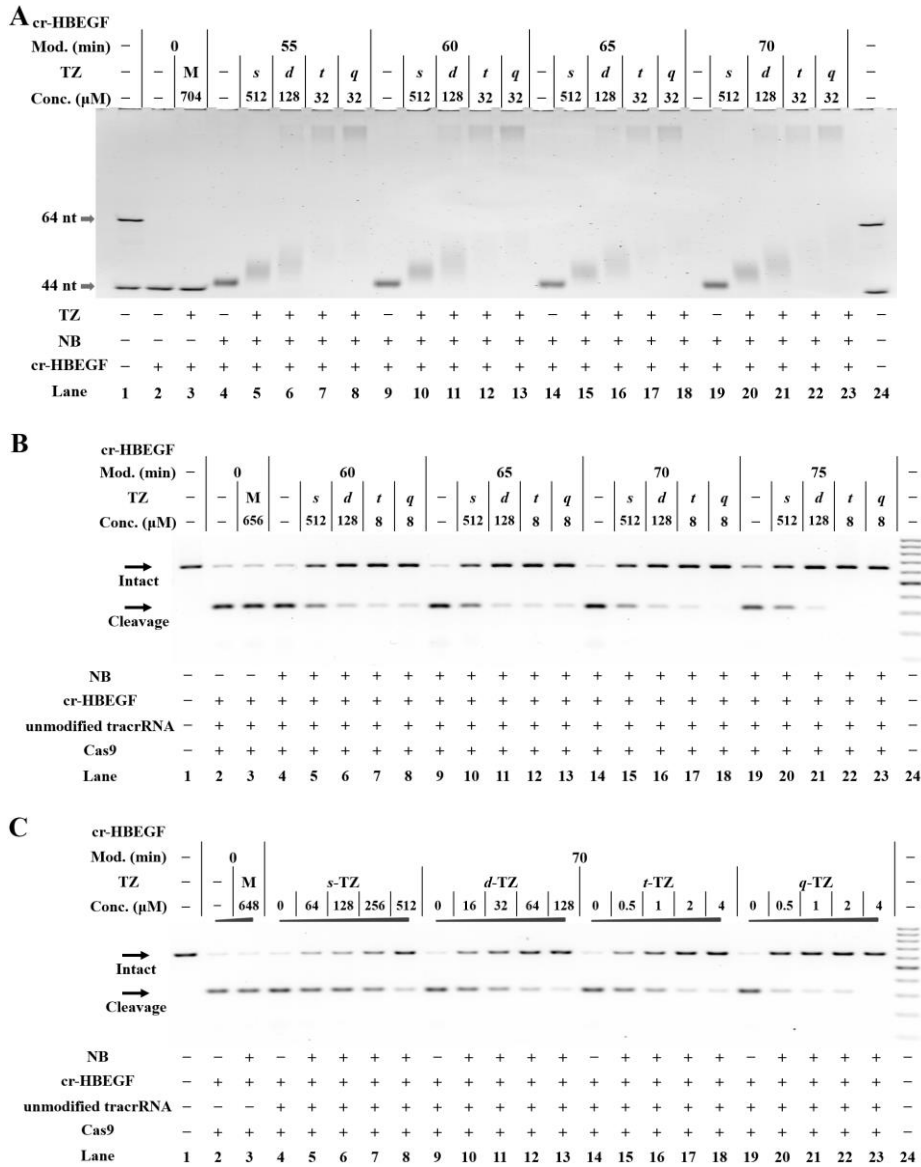 A
cr-HBEGF
Mod. (min) – 0 55 60 65 70 –
TZ – – M – s d t q – s d t q – s d t q – s d t q –
Conc. (μM) – – 704 – 512 128 32 32 – 512 128 32 32 – 512 128 32 32 – 512 128 32 32 –
64 nt
44 nt
TZ – – + – + + + + – + + + + – + + + + – + + + + –
NB – – – + + + + + + + + + + + + + + + + + + + + –
cr-HBEGF – + + + + + + + + + + + + + + + + + + + + + + –
Lane 1 2 3 4 5 6 7 8 9 10 11 12 13 14 15 16 17 18 19 20 21 22 23 24
B
cr-HBEGF
Mod. (min) – 0 60 65 70 75 –
TZ – – M – s d t q – s d t q – s d t q – s d t q –
Conc. (μM) – – 656 – 512 128 8 8 – 512 128 8 8 – 512 128 8 8 – 512 128 8 8 –
Intact
Cleavage
NB – – – + + + + + + + + + + + + + + + + + + + + –
cr-HBEGF – + + + + + + + + + + + + + + + + + + + + + + –
unmodified tracrRNA – + + + + + + + + + + + + + + + + + + + + + + –
Cas9 – + + + + + + + + + + + + + + + + + + + + + + –
Lane 1 2 3 4 5 6 7 8 9 10 11 12 13 14 15 16 17 18 19 20 21 22 23 24
C
cr-HBEGF
Mod. (min) – 0 70 –
TZ – – M s-TZ d-TZ t-TZ q-TZ –
Conc. (μM) – – 648 0 64 128 256 512 0 16 32 64 128 0 0.5 1 2 4 0 0.5 1 2 4 –
Intact
Cleavage
NB – – + – + + + + – + + + + – + + + + – + + + + –
cr-HBEGF – + + + + + + + + + + + + + + + + + + + + + + –
unmodified tracrRNA – – – + + + + + + + + + + + + + + + + + + + + –
Cas9 – + + + + + + + + + + + + + + + + + + + + + + –
Lane 1 2 3 4 5 6 7 8 9 10 11 12 13 14 15 16 17 18 19 20 21 22 23 24